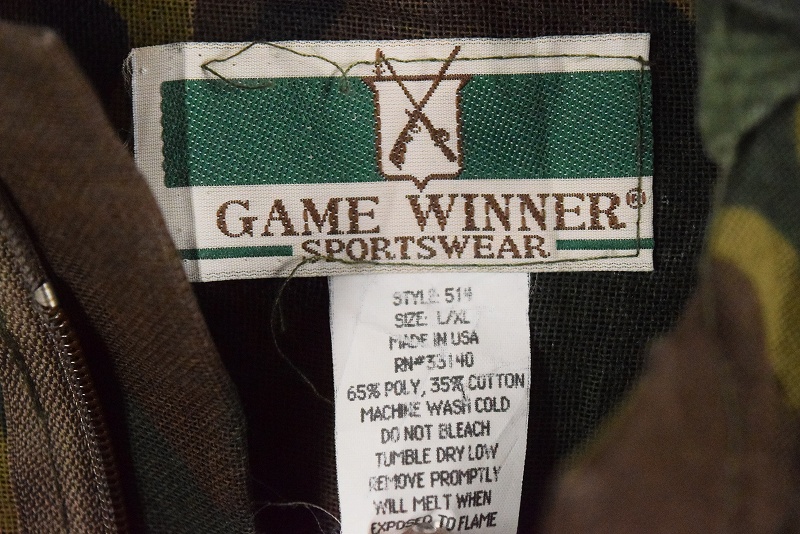 GAME WINNER®
SPORTSWEAR
STYLE: 514
SIZE: L/XL
MADE IN USA
RN#33140
65% POLY, 35% COTTON
MACHINE WASH COLD
DO NOT BLEACH
TUMBLE DRY LOW
REMOVE PROMPTLY
WILL MELT WHEN
EXPOSED TO FLAME